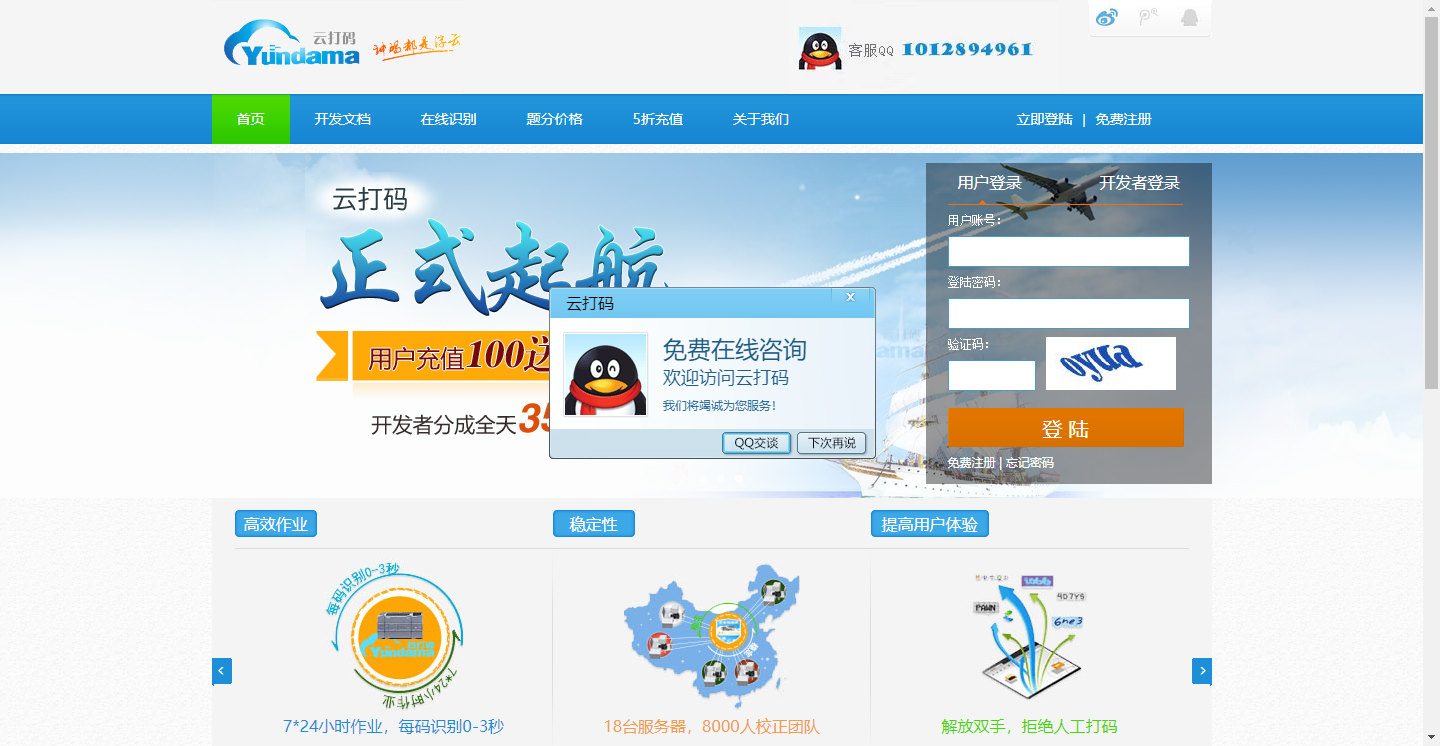 云打码
Yundama
钟码都是浮云
客服QQ 1012894961
首页 开发文档 在线识别 题分价格 5折充值 关于我们 立即登陆 | 免费注册
云打码
正式起航
用户充值100送
开发者分成全天35
用户登录 开发者登录
用户账号：
登陆密码：
验证码：
oyua
登 陆
免费注册 | 忘记密码
云打码 x
免费在线咨询
欢迎访问云打码
我们将竭诚为您服务！
QQ交谈 下次再说
高效作业 稳定性 提高用户体验
每码识别0-3秒
Yundama
7*24小时作业
PAWN
4D7YS
6ne3
7*24小时作业，每码识别0-3秒
18台服务器，8000人校正团队
解放双手，拒绝人工打码